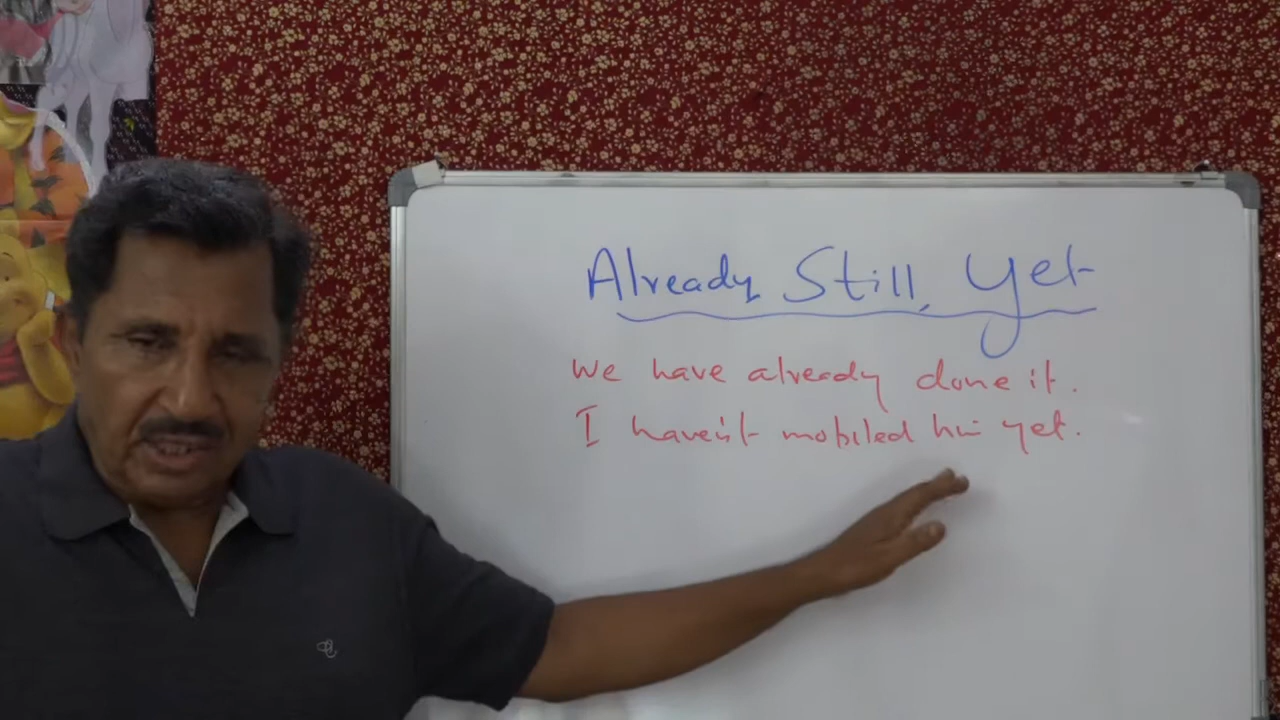 Already, Still, Yet
We have already done it.
I haven't mobiled him yet.